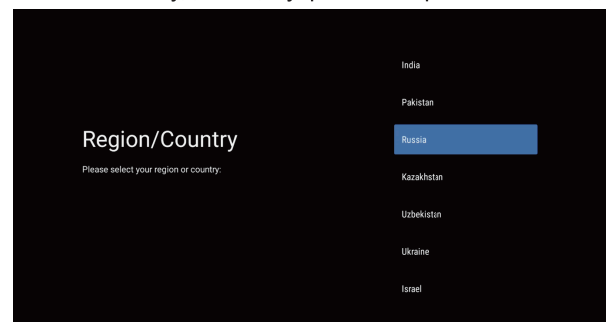 Region/Country
Please select your region or country:
India
Pakistan
Russia
Kazakhstan
Uzbekistan
Ukraine
Israel